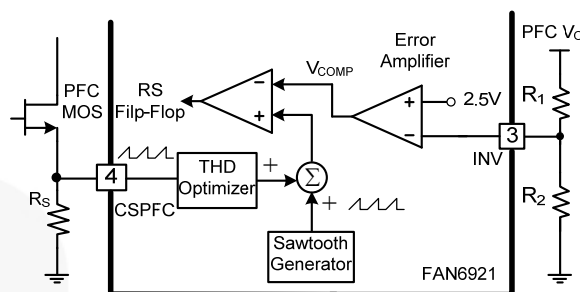 Error
Amplifier
PFC V
PFC
MOS
RS
Filp-Flop
VCOMP
2.5V
R1
3
INV
4
CSPFC
THD
Optimizer
Σ
RS
R2
Sawtooth
Generator
FAN6921